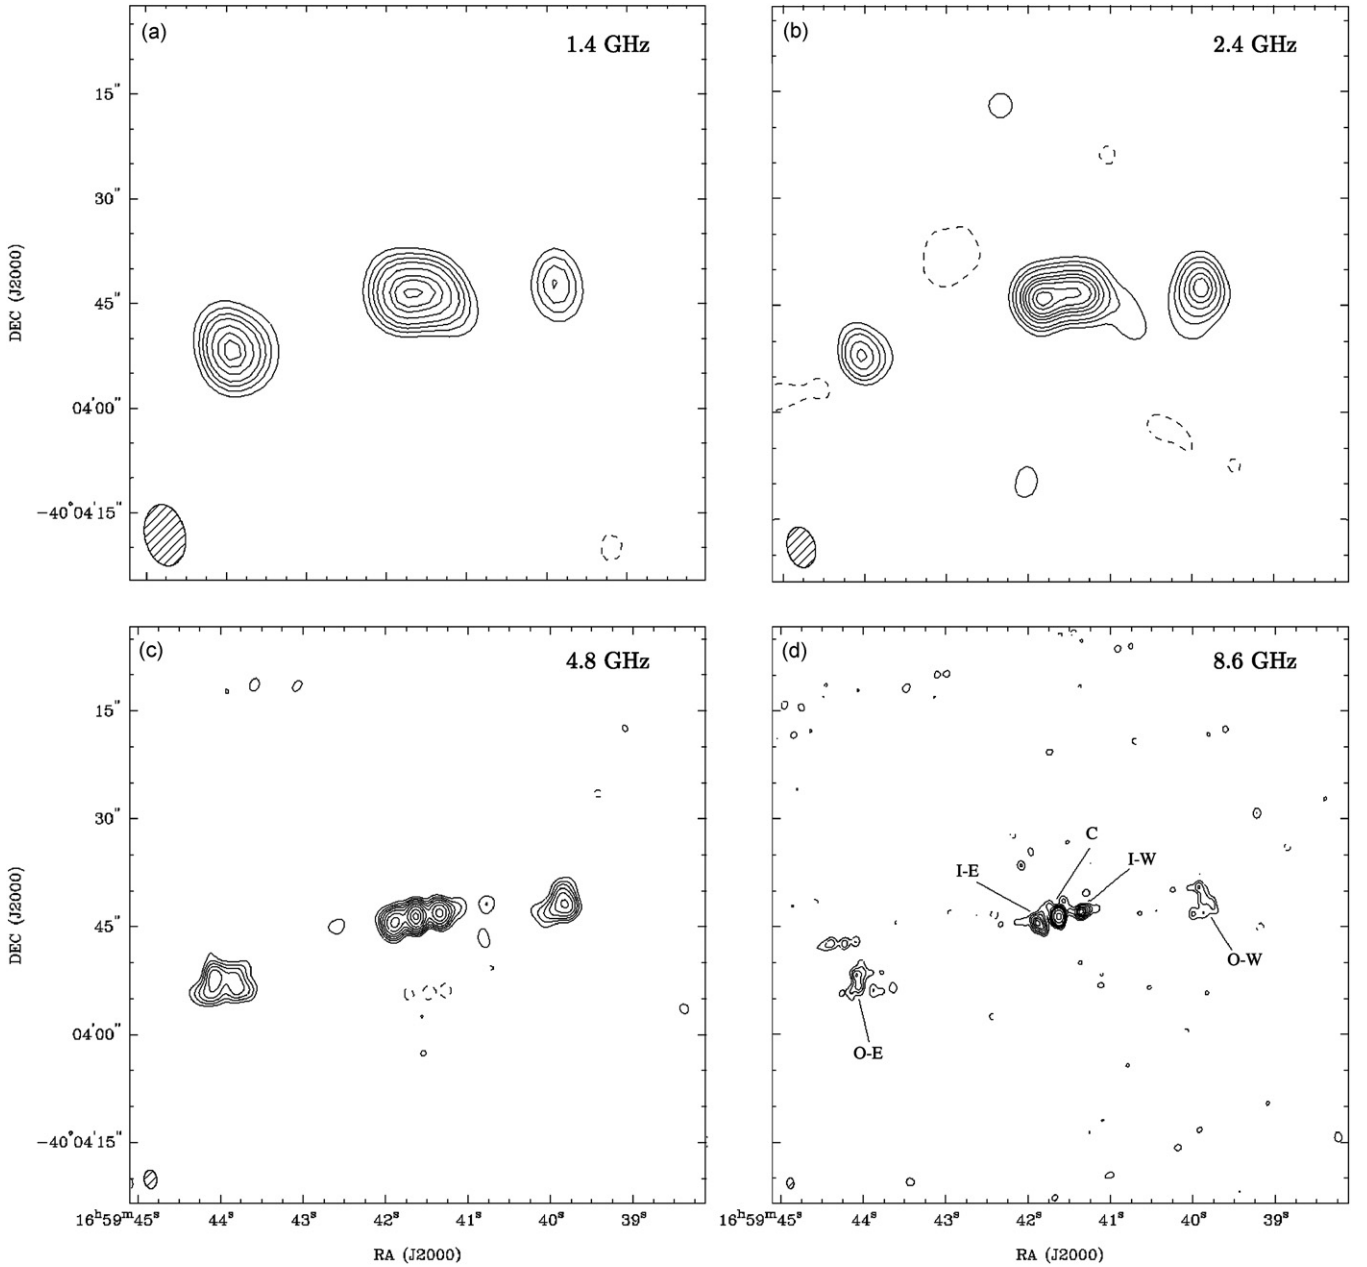 (a)
1.4 GHz
(b)
2.4 GHz
15"
30"
45"
04'00"
−40°04'15"
DEC (J2000)
(c)
4.8 GHz
(d)
8.6 GHz
15"
30"
45"
04'00"
−40°04'15"
DEC (J2000)
C
I-E
I-W
O-W
O-E
16ʰ59ᵐ45ˢ 44ˢ 43ˢ 42ˢ 41ˢ 40ˢ 39ˢ
16ʰ59ᵐ45ˢ 44ˢ 43ˢ 42ˢ 41ˢ 40ˢ 39ˢ
RA (J2000)
RA (J2000)